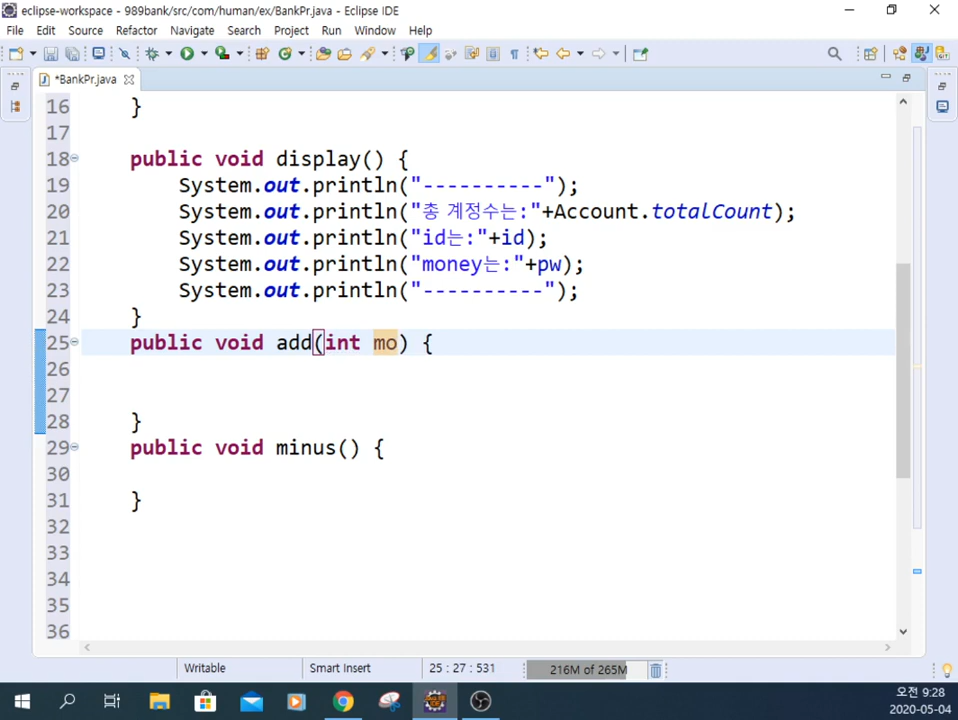 eclipse-workspace - 989bank/src/com/human/ex/BankPr.java - Eclipse IDE
File Edit Source Refactor Navigate Search Project Run Window Help
*BankPr.java
16 }
17
18 public void display() {
19 System.out.println("----------");
20 System.out.println("총 계정수는:"+Account.totalCount);
21 System.out.println("id는:"+id);
22 System.out.println("money는:"+pw);
23 System.out.println("----------");
24 }
25 public void add(int mo) {
26
27
28 }
29 public void minus() {
30
31 }
32
33
34
35
36
Writable Smart Insert 25 : 27 : 531 216M of 265M
오전 9:28
2020-05-04